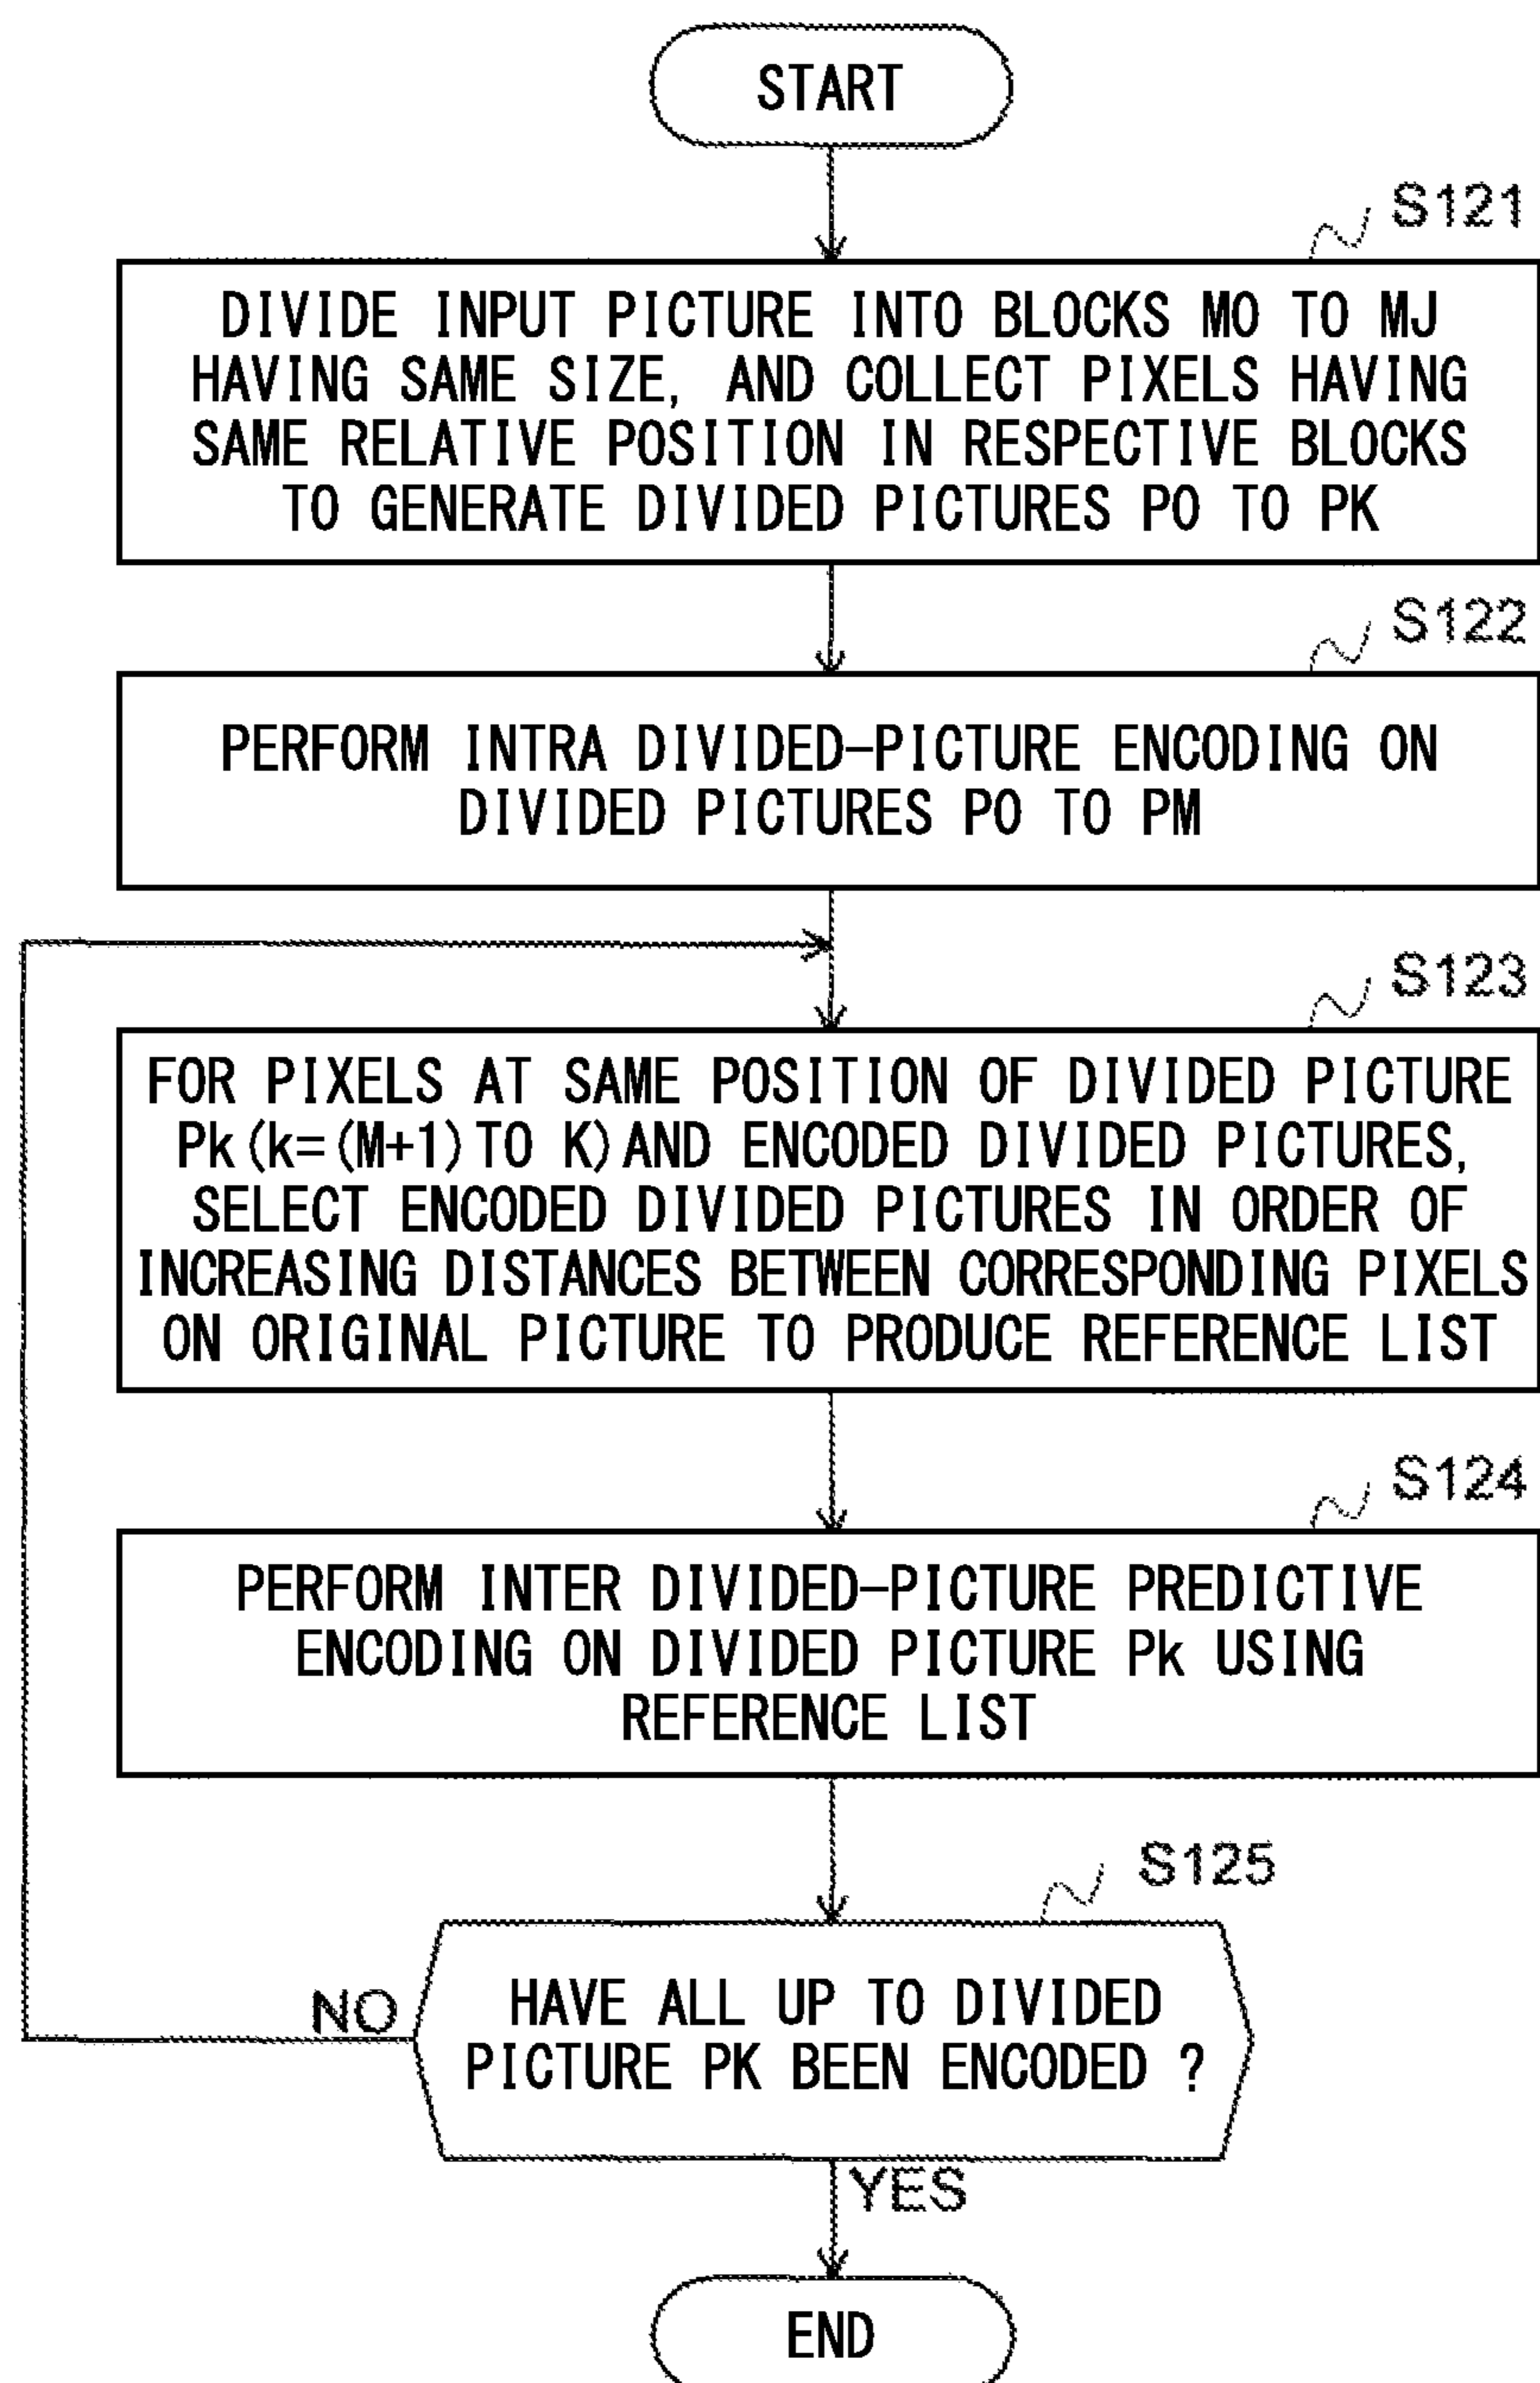 START
S121
DIVIDE INPUT PICTURE INTO BLOCKS M0 TO MJ
HAVING SAME SIZE, AND COLLECT PIXELS HAVING
SAME RELATIVE POSITION IN RESPECTIVE BLOCKS
TO GENERATE DIVIDED PICTURES P0 TO PK
S122
PERFORM INTRA DIVIDED-PICTURE ENCODING ON
DIVIDED PICTURES P0 TO PM
S123
FOR PIXELS AT SAME POSITION OF DIVIDED PICTURE
Pk(k=(M+1)TO K)AND ENCODED DIVIDED PICTURES,
SELECT ENCODED DIVIDED PICTURES IN ORDER OF
INCREASING DISTANCES BETWEEN CORRESPONDING PIXELS
ON ORIGINAL PICTURE TO PRODUCE REFERENCE LIST
S124
PERFORM INTER DIVIDED-PICTURE PREDICTIVE
ENCODING ON DIVIDED PICTURE Pk USING
REFERENCE LIST
S125
HAVE ALL UP TO DIVIDED
PICTURE PK BEEN ENCODED ?
NO
YES
END